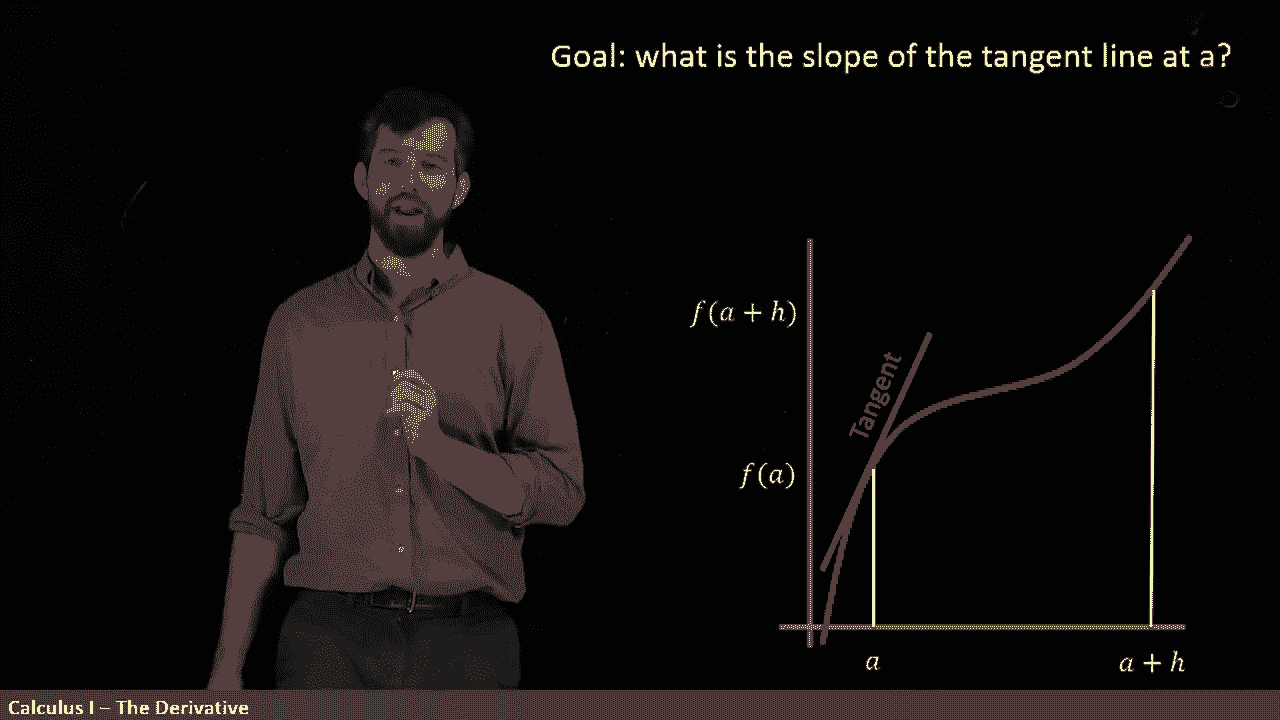 Goal: what is the slope of the tangent line at a?
f(a + h)
Tangent
f(a)
a
a + h
Calculus I – The Derivative